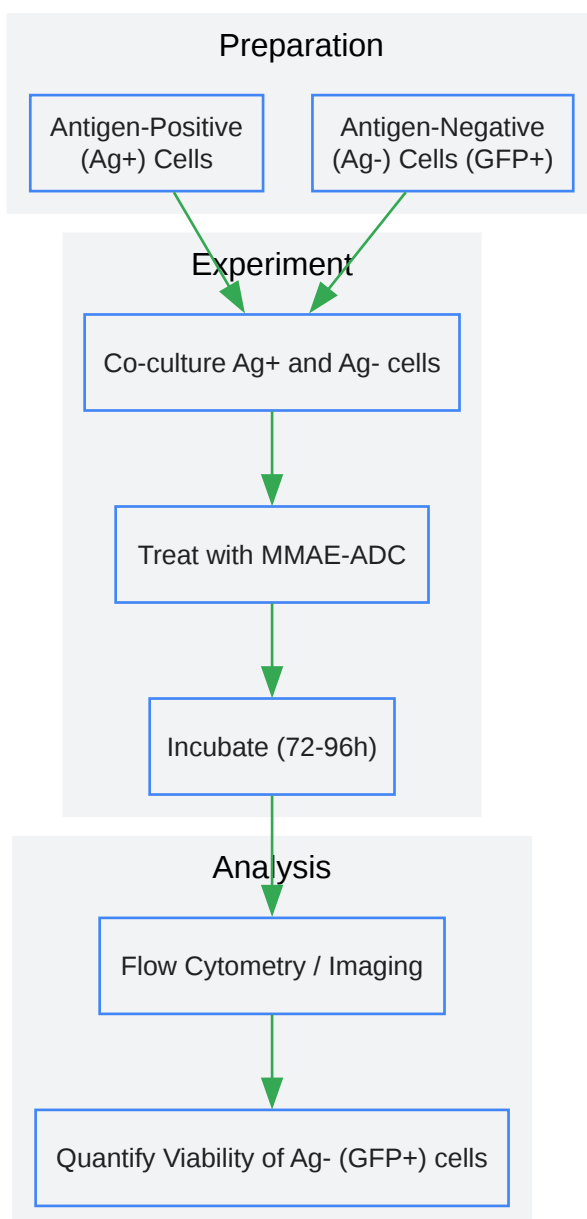 Preparation
Antigen-Positive
(Ag+) Cells
Antigen-Negative
(Ag-) Cells (GFP+)
Experiment
Co-culture Ag+ and Ag- cells
Treat with MMAE-ADC
Incubate (72-96h)
Analysis
Flow Cytometry / Imaging
Quantify Viability of Ag- (GFP+) cells